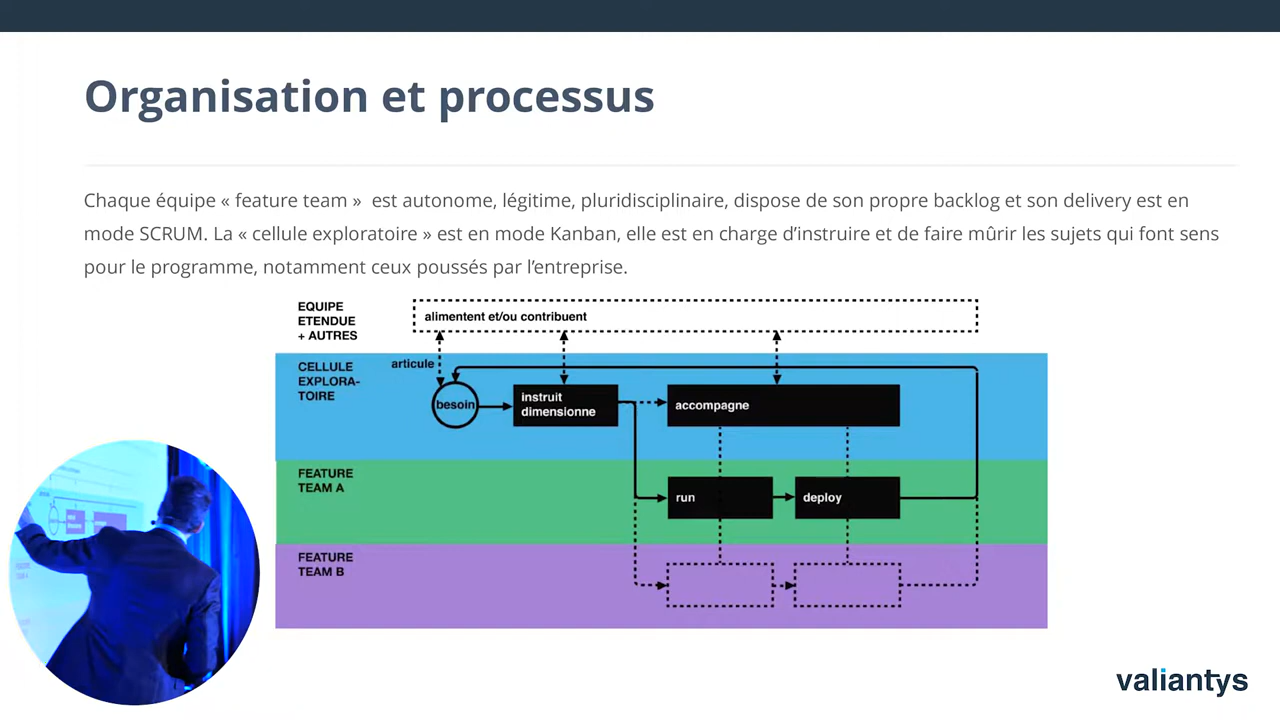 Organisation et processus
Chaque équipe « feature team »  est autonome, légitime, pluridisciplinaire, dispose de son propre backlog et son delivery est en
mode SCRUM. La « cellule exploratoire » est en mode Kanban, elle est en charge d’instruire et de faire mûrir les sujets qui font sens
pour le programme, notamment ceux poussés par l’entreprise.
EQUIPE
ETENDUE
+ AUTRES
alimentent et/ou contribuent
CELLULE
EXPLORA-
TOIRE
articule
besoin
instruit
dimensionne
accompagne
FEATURE
TEAM A
run
deploy
FEATURE
TEAM B
valiantys